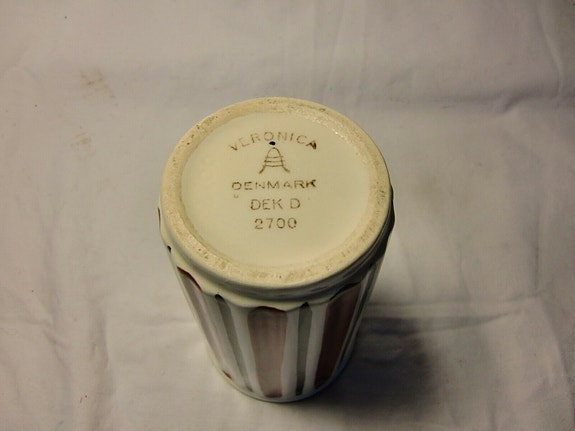 VERONICA
DENMARK
DEK D
2700